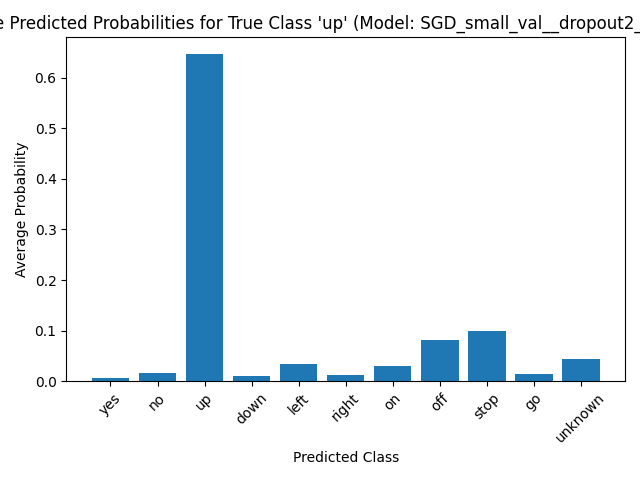 e Predicted Probabilities for True Class 'up' (Model: SGD_small_val__dropout2_
Average Probability
0.6
0.5
0.4
0.3
0.2
0.1
0.0
yes no up down left right on off stop go unknown
Predicted Class